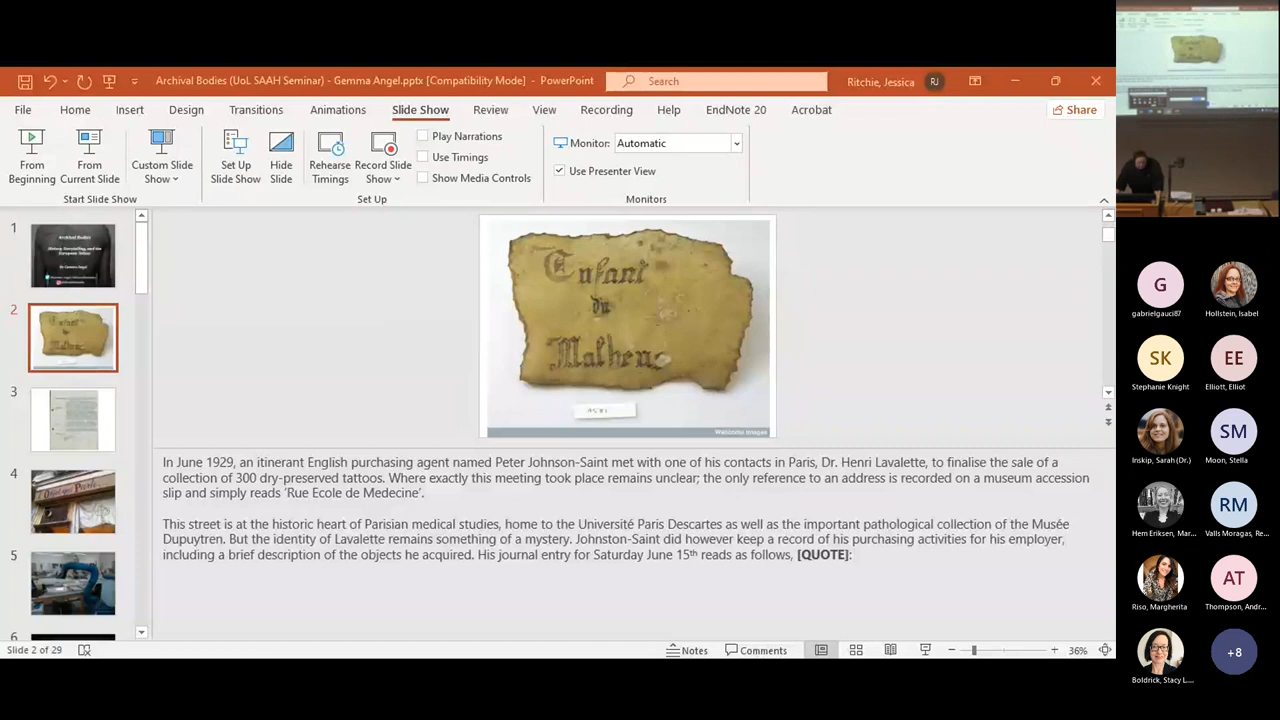 Archival Bodies (UoL SAAH Seminar) - Gemma Angel.pptx [Compatibility Mode] - PowerPoint
Search
Ritchie, Jessica
RJ
File
Home
Insert
Design
Transitions
Animations
Slide Show
Review
View
Recording
Help
EndNote 20
Acrobat
Share
From Beginning
From Current Slide
Custom Slide Show
Set Up Slide Show
Hide Slide
Rehearse Timings
Record Slide Show
Play Narrations
Use Timings
Show Media Controls
Monitor:
Automatic
Use Presenter View
Start Slide Show
Set Up
Monitors
1
Archival Bodies
2
3
4
5
6
Enfant
du
Malheur
Wellcome Images
In June 1929, an itinerant English purchasing agent named Peter Johnson-Saint met with one of his contacts in Paris, Dr. Henri Lavalette, to finalise the sale of a
collection of 300 dry-preserved tattoos. Where exactly this meeting took place remains unclear; the only reference to an address is recorded on a museum accession
slip and simply reads ‘Rue Ecole de Medecine’.
This street is at the historic heart of Parisian medical studies, home to the Université Paris Descartes as well as the important pathological collection of the Musée
Dupuytren. But the identity of Lavalette remains something of a mystery. Johnston-Saint did however keep a record of his purchasing activities for his employer,
including a brief description of the objects he acquired. His journal entry for Saturday June 15th reads as follows, [QUOTE]:
Slide 2 of 29
Notes
Comments
36%
G
gabrielgauci87
Hollstein, Isabel
SK
Stephanie Knight
EE
Elliott, Elliot
Inskip, Sarah (Dr.)
SM
Moon, Stella
Hem Eriksen, Mar...
RM
Valls Moragas, Re...
Riso, Margherita
AT
Thompson, Andr...
Boldrick, Stacy L...
+8